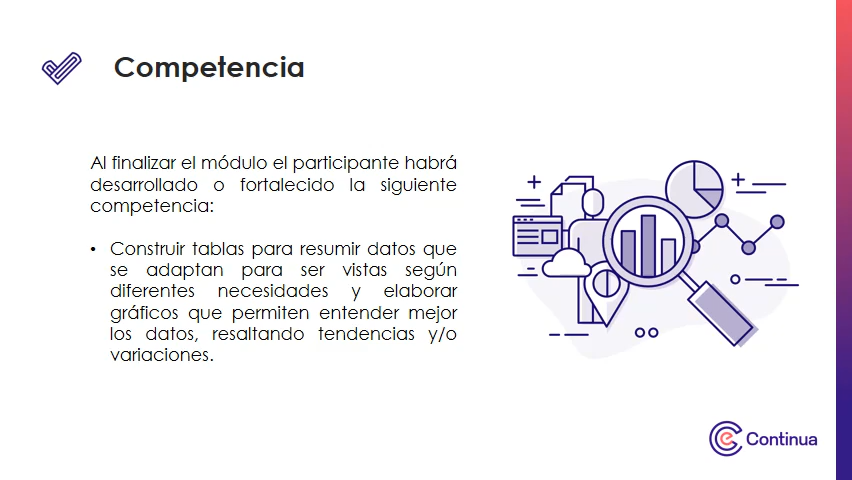 Competencia
Al finalizar el módulo el participante habrá
desarrollado o fortalecido la siguiente
competencia:
• Construir tablas para resumir datos que
se adaptan para ser vistas según
diferentes necesidades y elaborar
gráficos que permiten entender mejor
los datos, resaltando tendencias y/o
variaciones.
e Continua